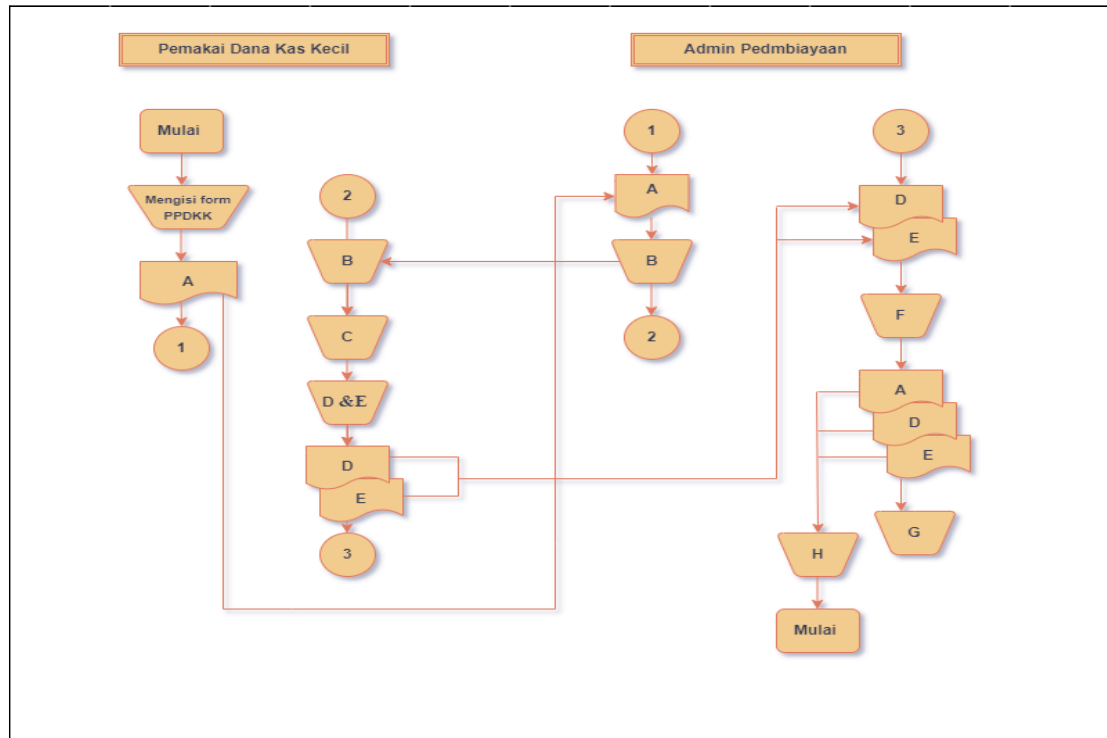 Pemakai Dana Kas Kecil
Admin Pedmbiayaan
Mulai
Mengisi form
PPDKK
A
1
2
B
C
D &E
D
E
3
1
A
B
2
3
D
E
F
A
D
E
G
H
Mulai